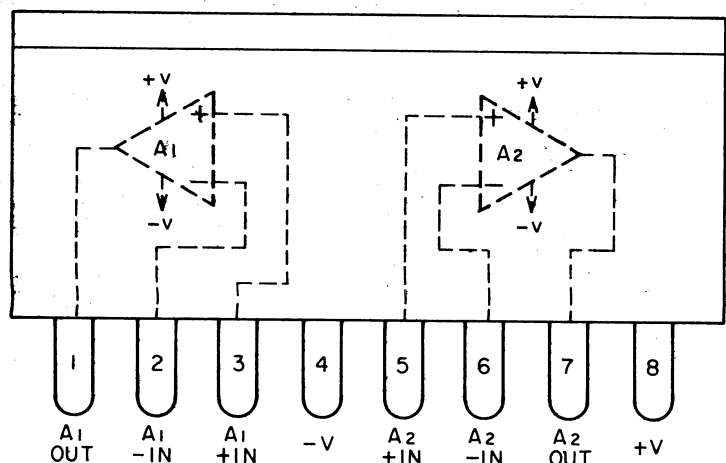 +V
+V
+
+
A1
A2
-V
-V
1 2 3 4 5 6 7 8
A1 OUT
A1 -IN
A1 +IN
-V
A2 +IN
A2 -IN
A2 OUT
+V